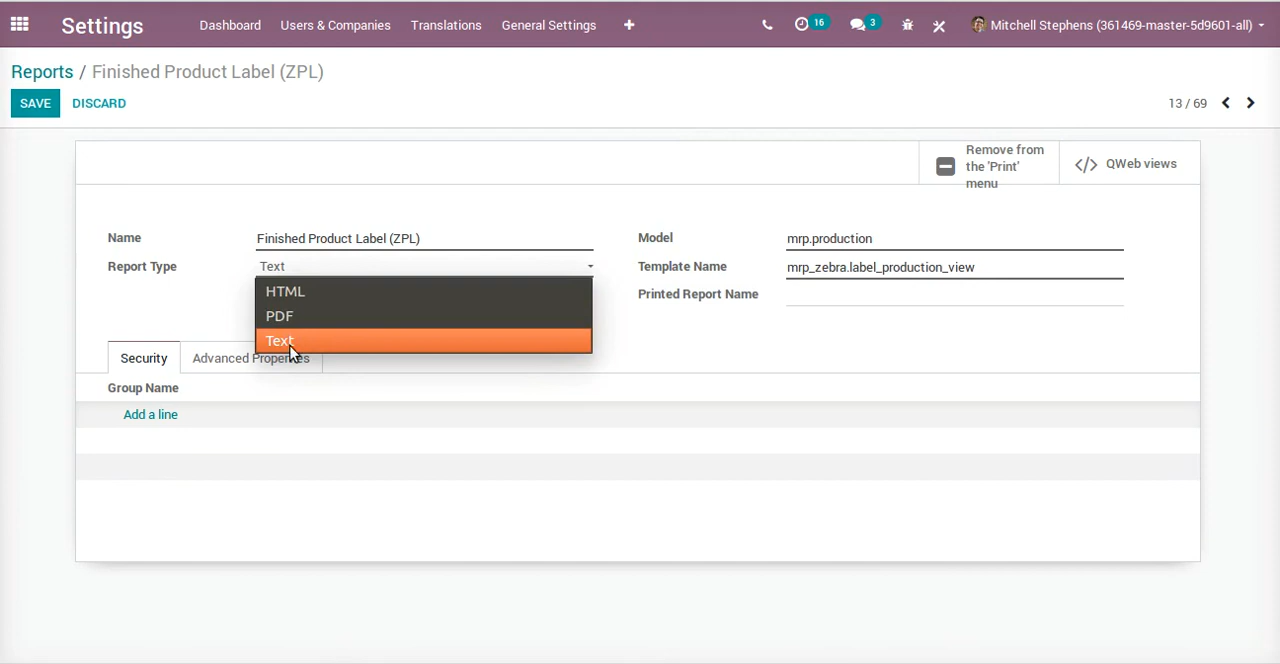 Settings Dashboard Users & Companies Translations General Settings + 16 3 Mitchell Stephens (361469-master-5d9601-all)
Reports / Finished Product Label (ZPL)
SAVE DISCARD 13 / 69
Remove from
the 'Print'
menu
QWeb views
Name Finished Product Label (ZPL) Model mrp.production
Report Type Text Template Name mrp_zebra.label_production_view
HTML Printed Report Name
PDF
Text
Security Advanced Properties
Group Name
Add a line